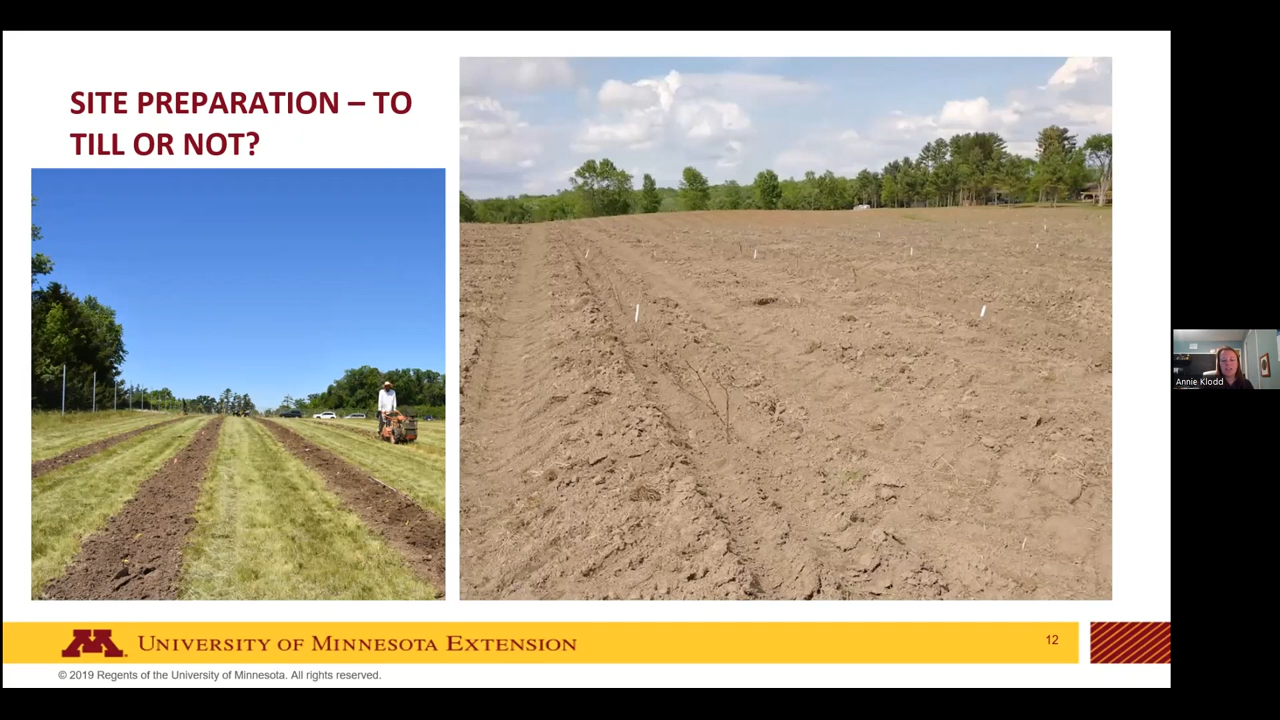 SITE PREPARATION – TO
TILL OR NOT?
Annie Klodd
M
UNIVERSITY OF MINNESOTA EXTENSION
12
© 2019 Regents of the University of Minnesota. All rights reserved.